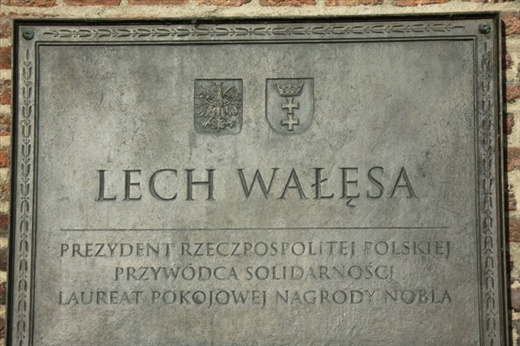 LECH WAŁĘSA
PREZYDENT RZECZPOSPOLITEJ POLSKIEJ
PRZYWÓDCA SOLIDARNOŚCI
LAUREAT POKOJOWEJ NAGRODY NOBLA